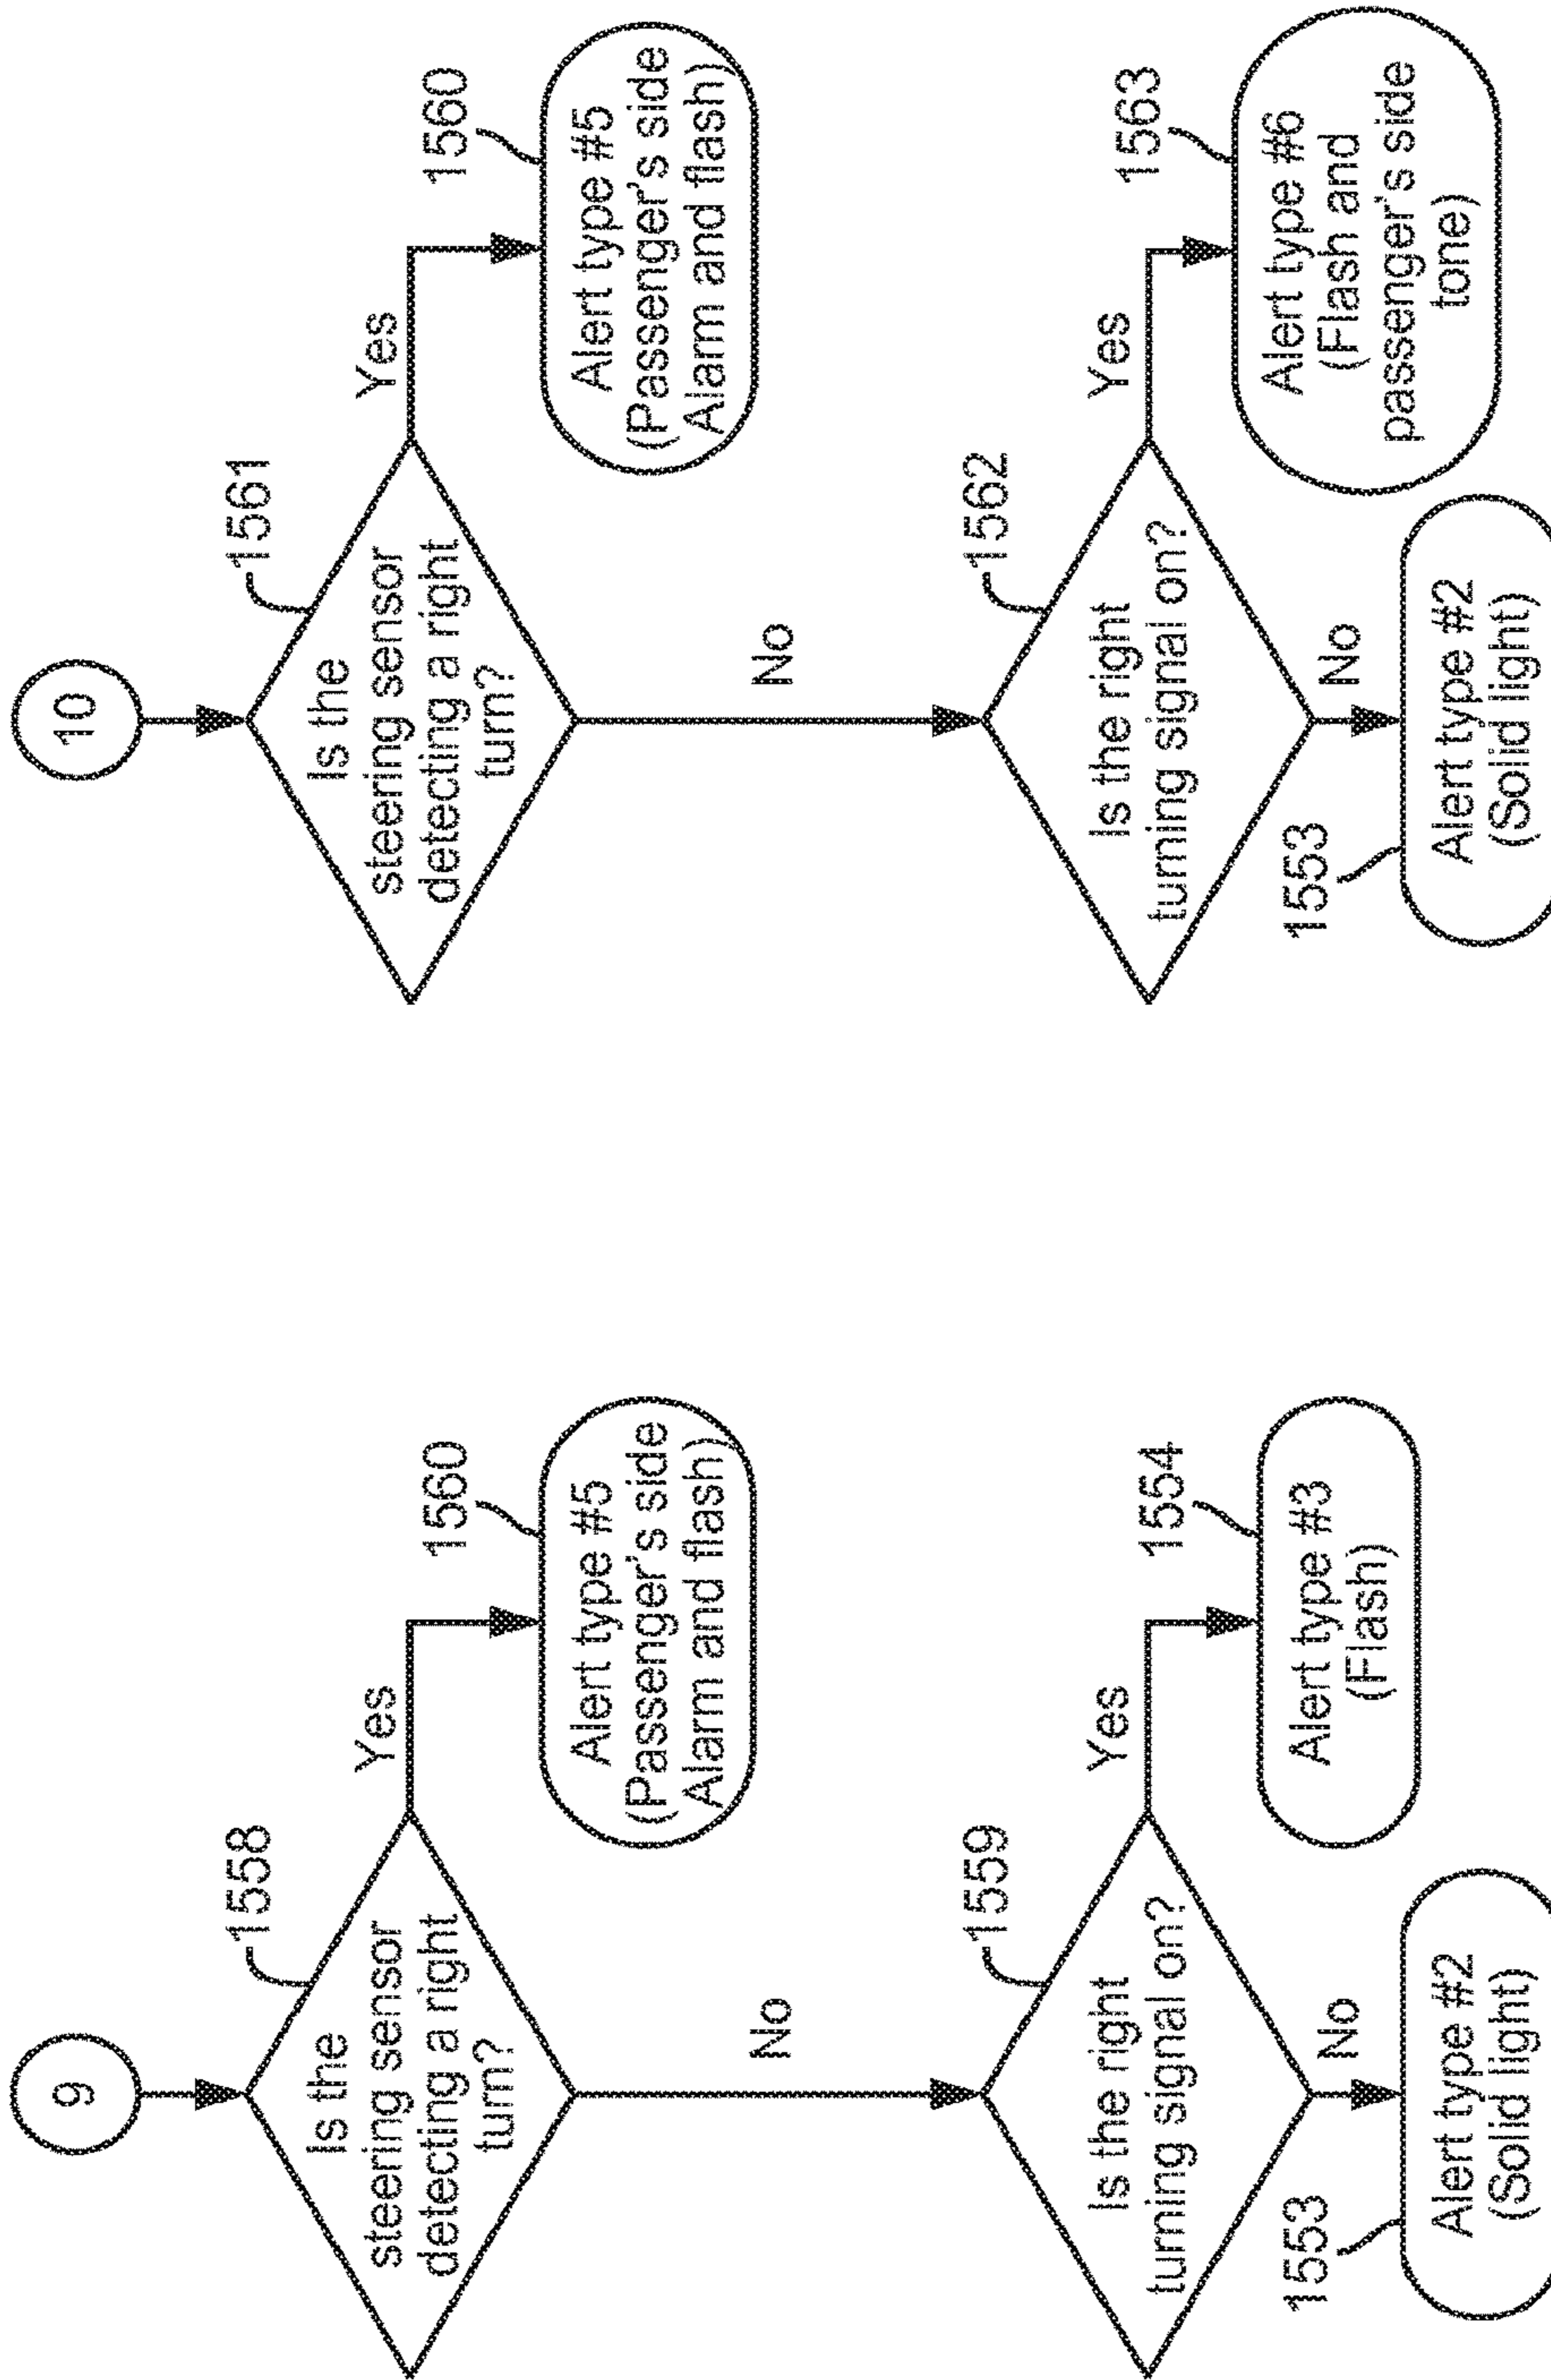 9
Is the
steering sensor
detecting a right
turn?
1558
Yes
1560
Alert type #5
(Passenger's side
Alarm and flash)
No
Is the right
turning signal on?
1559
Yes
1554
Alert type #3
(Flash)
No
1553
Alert type #2
(Solid light)
10
Is the
steering sensor
detecting a right
turn?
1561
Yes
1560
Alert type #5
(Passenger's side
Alarm and flash)
No
Is the right
turning signal on?
1562
Yes
1563
Alert type #6
(Flash and
passenger's side
tone)
No
1553
Alert type #2
(Solid light)